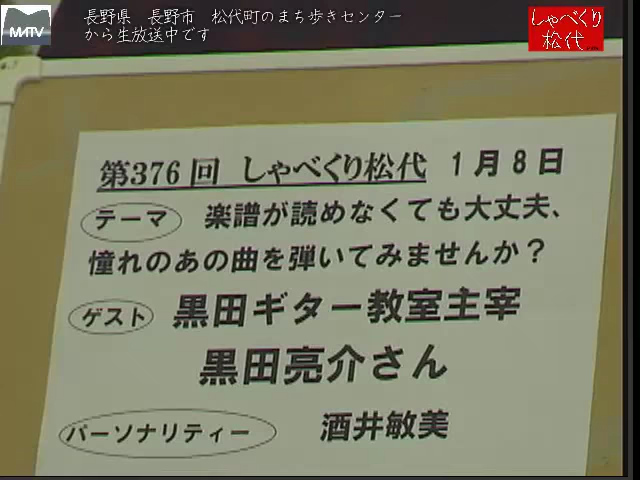 MATV
長野県　長野市　松代町のまち歩きセンター
から生放送中です
しゃべくり
松代
第376回 しゃべくり松代 1月8日
テーマ 楽譜が読めなくても大丈夫、
憧れのあの曲を弾いてみませんか？
ゲスト 黒田ギター教室主宰
黒田亮介さん
パーソナリティー 酒井敏美